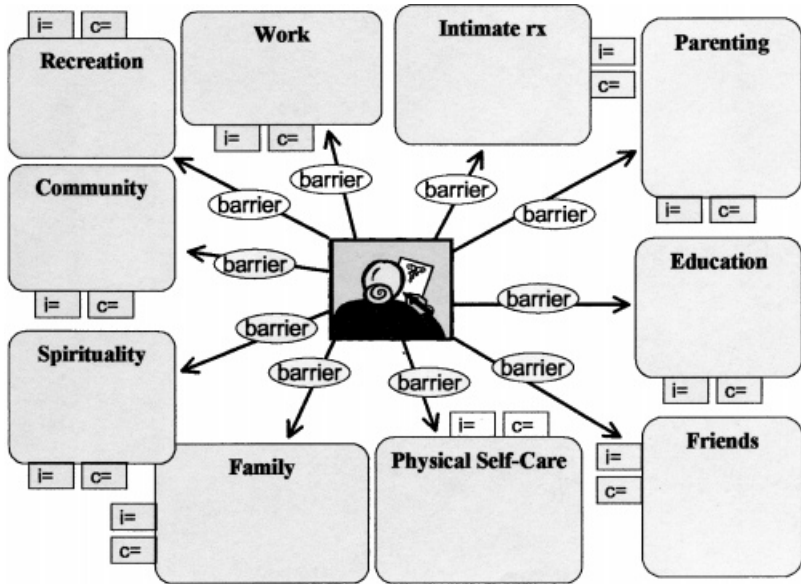 i= c=
Recreation
Work
i= c=
Intimate rx
i=
c=
Parenting
i= c=
Community
i= c=
barrier
barrier
barrier
barrier
barrier
barrier
barrier
barrier
barrier
barrier
Education
i= c=
Spirituality
i= c=
Family
i=
c=
i= c=
Physical Self-Care
i=
c=
Friends